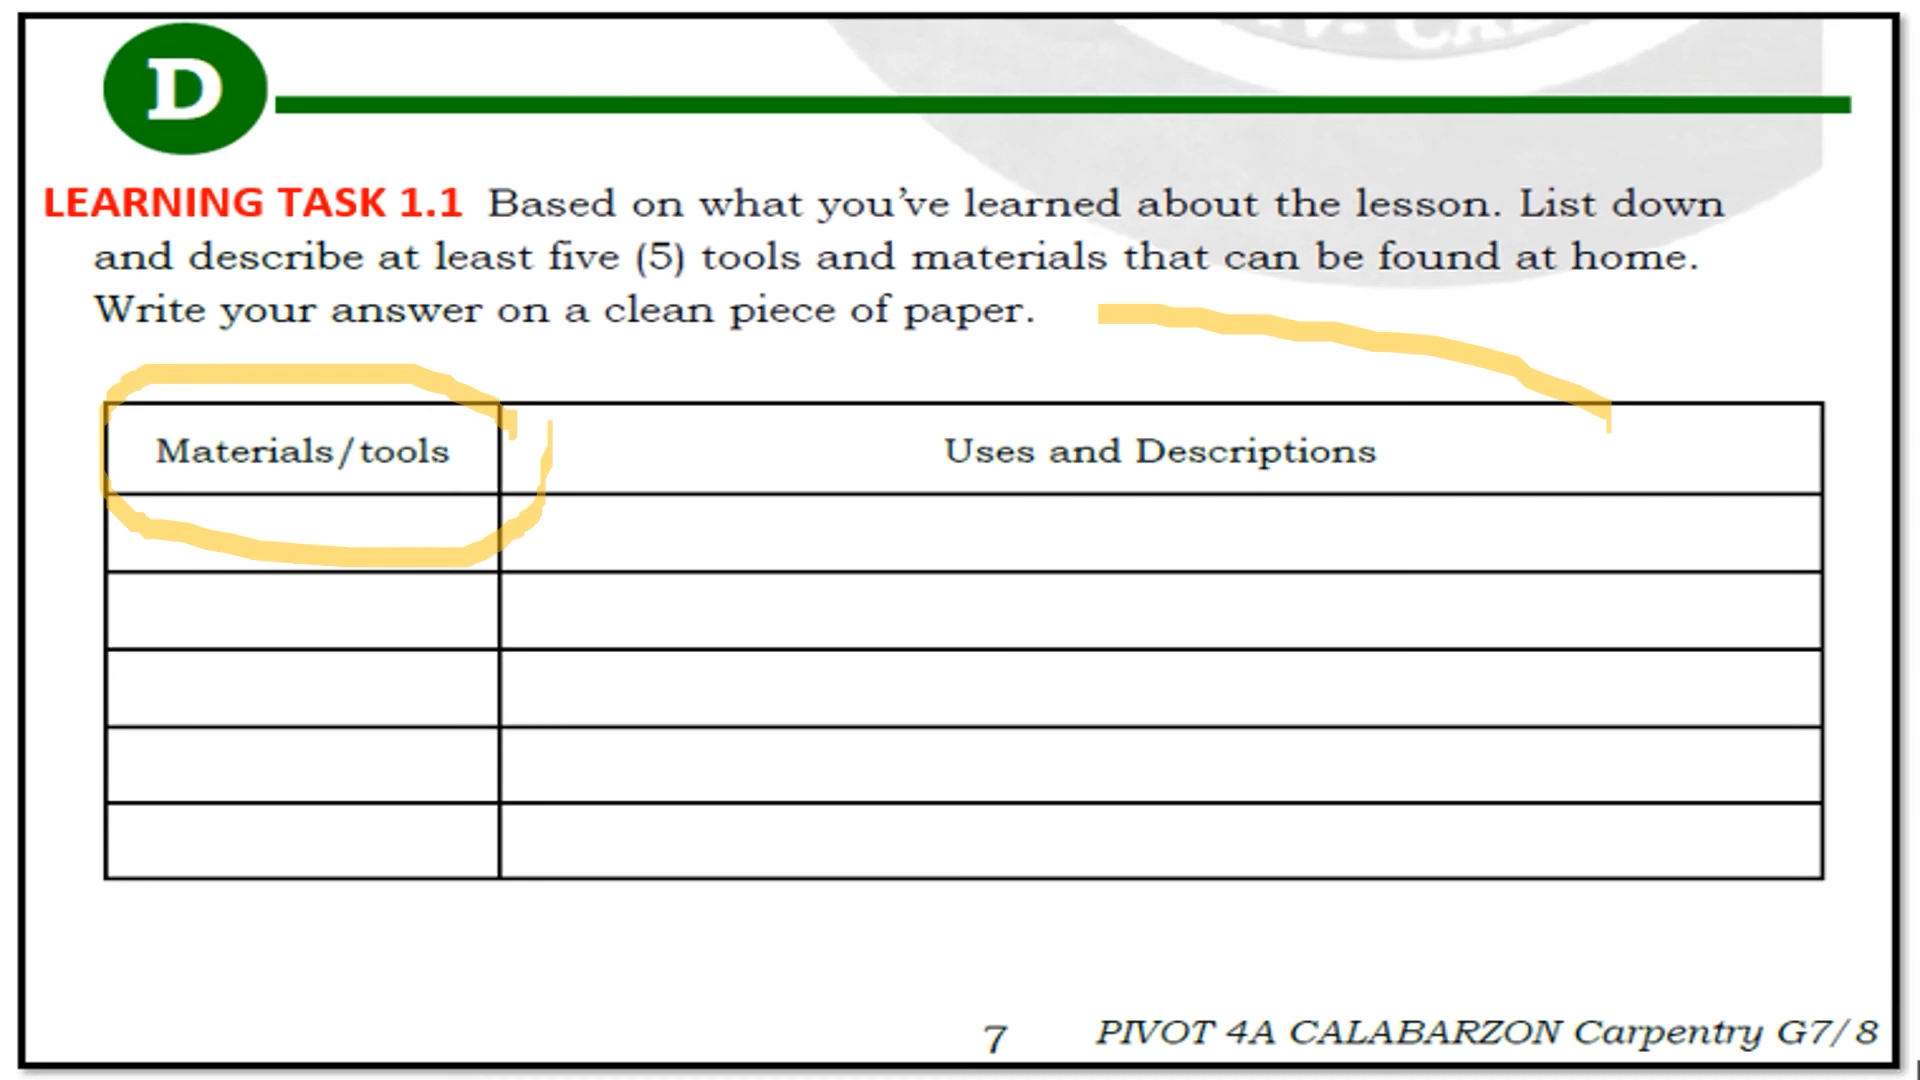 D
LEARNING TASK 1.1 Based on what you’ve learned about the lesson. List down
and describe at least five (5) tools and materials that can be found at home.
Write your answer on a clean piece of paper.
Materials/tools
Uses and Descriptions
7
PIVOT 4A CALABARZON Carpentry G7/8